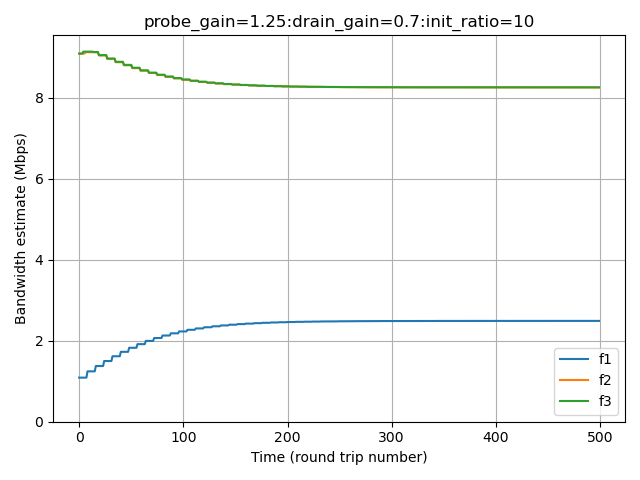 probe_gain=1.25:drain_gain=0.7:init_ratio=10
Bandwidth estimate (Mbps)
8
6
4
2
0
f1
f2
f3
0 100 200 300 400 500
Time (round trip number)